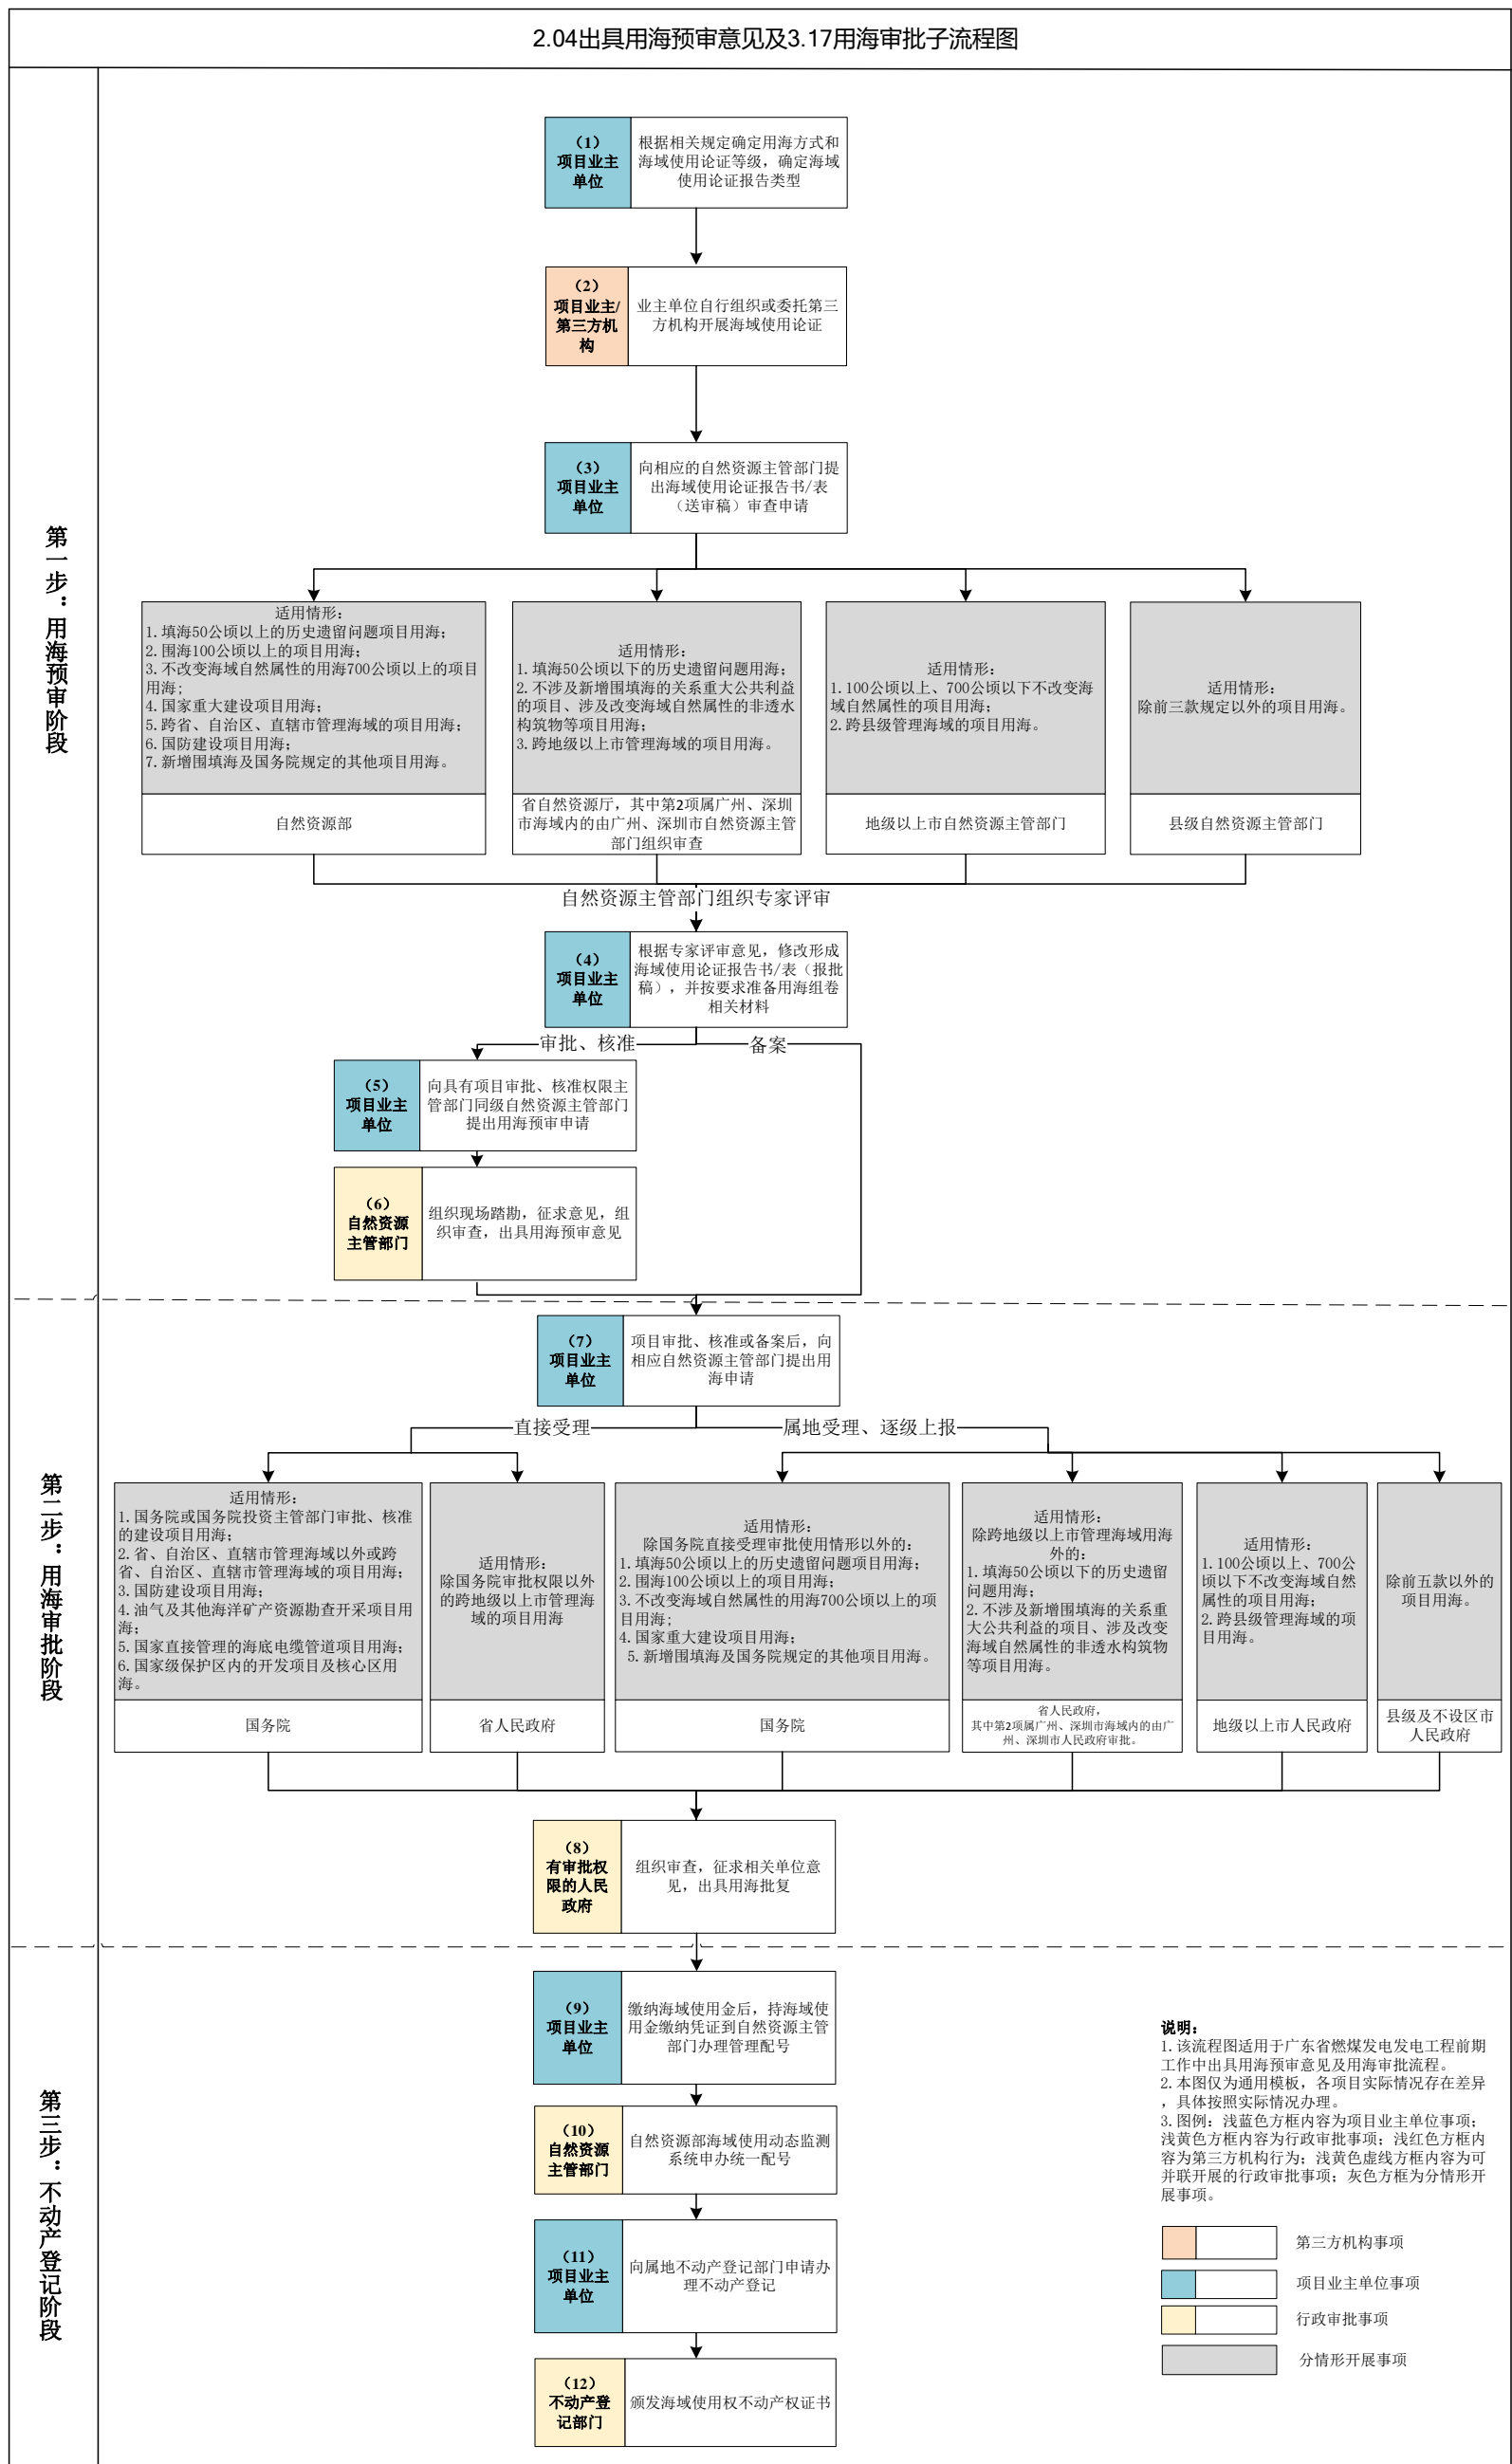 2.04出具用海预审意见及3.17用海审批子流程图
第一步：用海预审阶段
（1）
项目业主
单位
根据相关规定确定用海方式和
海域使用论证等级，确定海域
使用论证报告类型
（2）
项目业主/
第三方机
构
业主单位自行组织或委托第三
方机构开展海域使用论证
（3）
项目业主
单位
向相应的自然资源主管部门提
出海域使用论证报告书/表
（送审稿）审查申请
适用情形：
1.填海50公顷以上的历史遗留问题项目用海；
2.围海100公顷以上的项目用海；
3.不改变海域自然属性的用海700公顷以上的项目
用海；
4.国家重大建设项目用海；
5.跨省、自治区、直辖市管理海域的项目用海；
6.国防建设项目用海；
7.新增围填海及国务院规定的其他项目用海。
自然资源部
适用情形：
1.填海50公顷以下的历史遗留问题用海；
2.不涉及新增围填海的关系重大公共利益
的项目、涉及改变海域自然属性的非透水
构筑物等项目用海；
3.跨地级以上市管理海域的项目用海。
省自然资源厅，其中第2项属广州、深圳
市海域内的由广州、深圳市自然资源主管
部门组织审查
适用情形：
1.100公顷以上、700公顷以下不改变海
域自然属性的项目用海；
2.跨县级管理海域的项目用海。
地级以上市自然资源主管部门
适用情形：
除前三款规定以外的项目用海。
县级自然资源主管部门
自然资源主管部门组织专家评审
（4）
项目业主
单位
根据专家评审意见，修改形成
海域使用论证报告书/表（报批
稿），并按要求准备用海组卷
相关材料
审批、核准
备案
（5）
项目业主
单位
向具有项目审批、核准权限主
管部门同级自然资源主管部门
提出用海预审申请
（6）
自然资源
主管部门
组织现场踏勘，征求意见，组
织审查，出具用海预审意见
第二步：用海审批阶段
（7）
项目业主
单位
项目审批、核准或备案后，向
相应自然资源主管部门提出用
海申请
直接受理
属地受理、逐级上报
适用情形：
1.国务院或国务院投资主管部门审批、核准
的建设项目用海；
2.省、自治区、直辖市管理海域以外或跨
省、自治区、直辖市管理海域的项目用海；
3.国防建设项目用海；
4.油气及其他海洋矿产资源勘查开采项目用
海；
5.国家直接管理的海底电缆管道项目用海；
6.国家级保护区内的开发项目及核心区用
海。
国务院
适用情形：
除国务院审批权限以外
的跨地级以上市管理海
域的项目用海
省人民政府
适用情形：
除国务院直接受理审批使用情形以外的：
1.填海50公顷以上的历史遗留问题项目用海；
2.围海100公顷以上的项目用海；
3.不改变海域自然属性的用海700公顷以上的项
目用海；
4.国家重大建设项目用海；
5.新增围填海及国务院规定的其他项目用海。
国务院
适用情形：
除跨地级以上市管理海域用海
外的：
1.填海50公顷以下的历史遗留
问题用海；
2.不涉及新增围填海的关系重
大公共利益的项目、涉及改变
海域自然属性的非透水构筑物
等项目用海。
省人民政府，
其中第2项属广州、深圳市海域内的由广
州、深圳市人民政府审批。
适用情形：
1.100公顷以上、700公
顷以下不改变海域自然
属性的项目用海；
2.跨县级管理海域的项
目用海。
地级以上市人民政府
除前五款以外的
项目用海。
县级及不设区市
人民政府
（8）
有审批权
限的人民
政府
组织审查，征求相关单位意
见，出具用海批复
第三步：不动产登记阶段
（9）
项目业主
单位
缴纳海域使用金后，持海域使
用金缴纳凭证到自然资源主管
部门办理管理配号
（10）
自然资源
主管部门
自然资源部海域使用动态监测
系统申办统一配号
（11）
项目业主
单位
向属地不动产登记部门申请办
理不动产登记
（12）
不动产登
记部门
颁发海域使用权不动产权证书
说明：
1.该流程图适用于广东省燃煤发电发电工程前期
工作中出具用海预审意见及用海审批流程。
2.本图仅为通用模板，各项目实际情况存在差异
，具体按照实际情况办理。
3.图例：浅蓝色方框内容为项目业主单位事项；
浅黄色方框内容为行政审批事项；浅红色方框内
容为第三方机构行为；浅黄色虚线方框内容为可
并联开展的行政审批事项；灰色方框为分情形开
展事项。
第三方机构事项
项目业主单位事项
行政审批事项
分情形开展事项